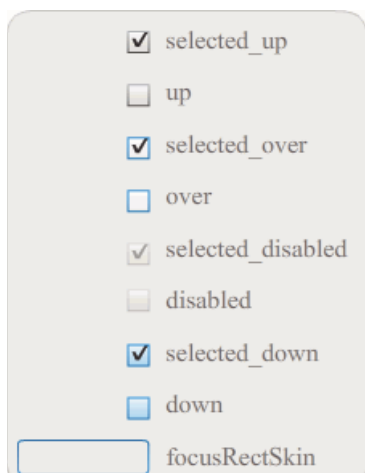 selected_up
up
selected_over
over
selected_disabled
disabled
selected_down
down
focusRectSkin